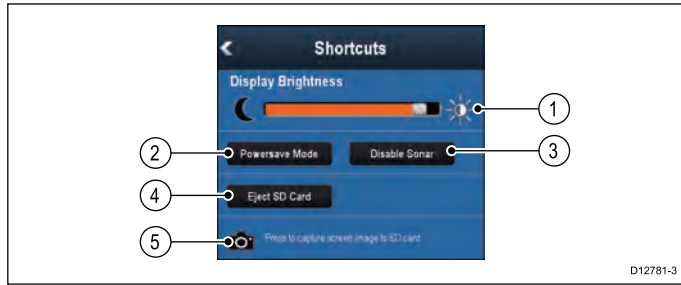 Shortcuts
Display Brightness
1
2 Powersave Mode Disable Sonar 3
4 Eject SD Card
5 Press to capture screen image to SD card
D12781-3